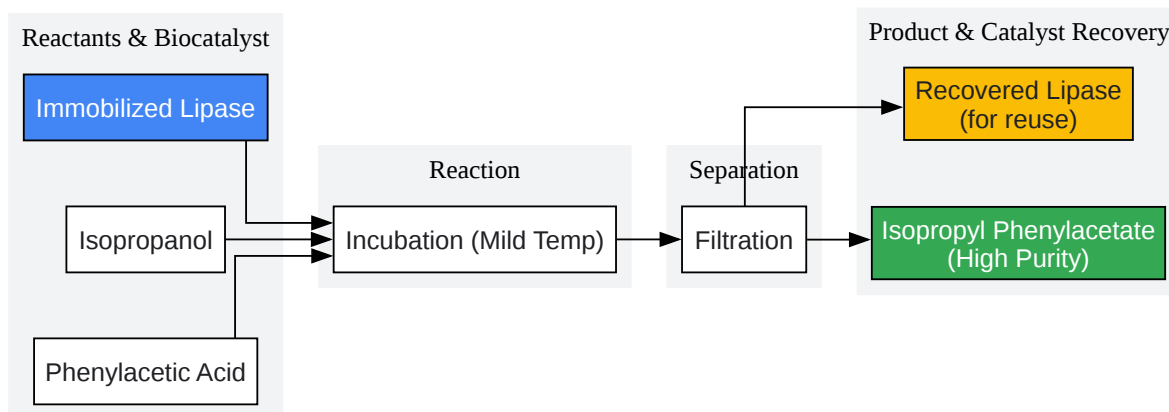 Reactants & Biocatalyst
Immobilized Lipase
Isopropanol
Phenylacetic Acid
Reaction
Incubation (Mild Temp)
Separation
Filtration
Product & Catalyst Recovery
Recovered Lipase
(for reuse)
Isopropyl Phenylacetate
(High Purity)